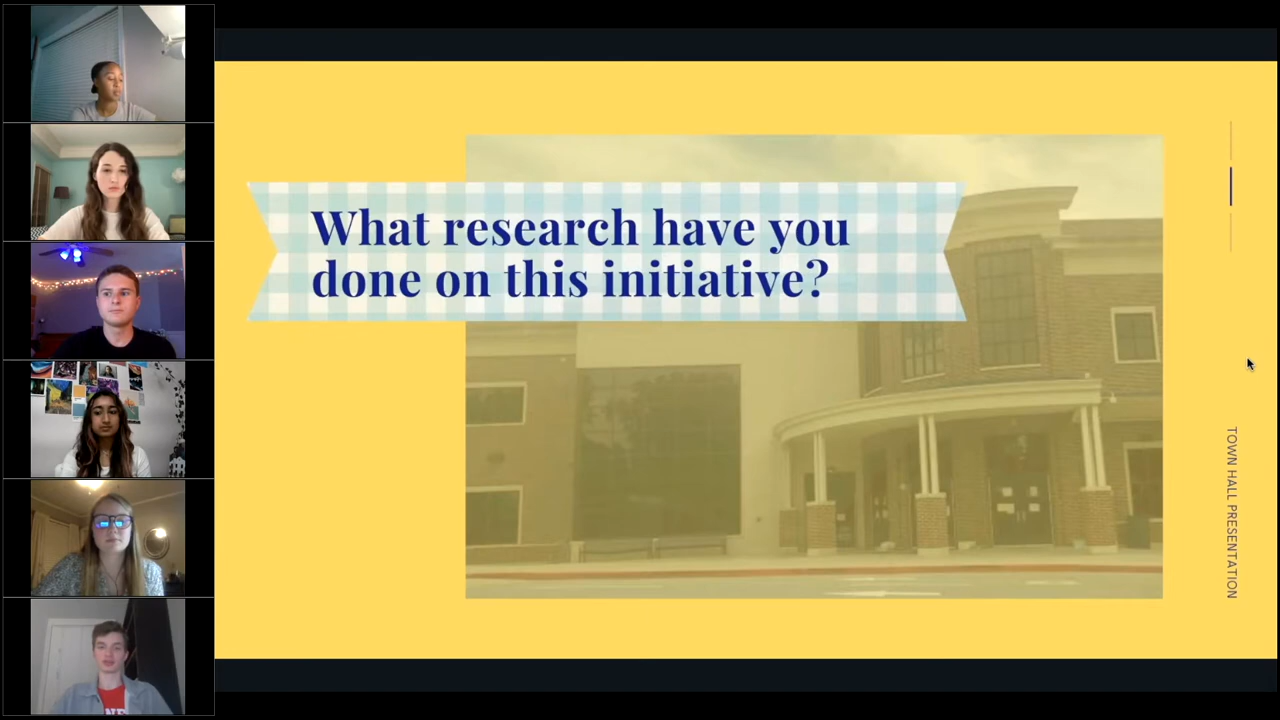 What research have you
done on this initiative?
TOWN HALL PRESENTATION